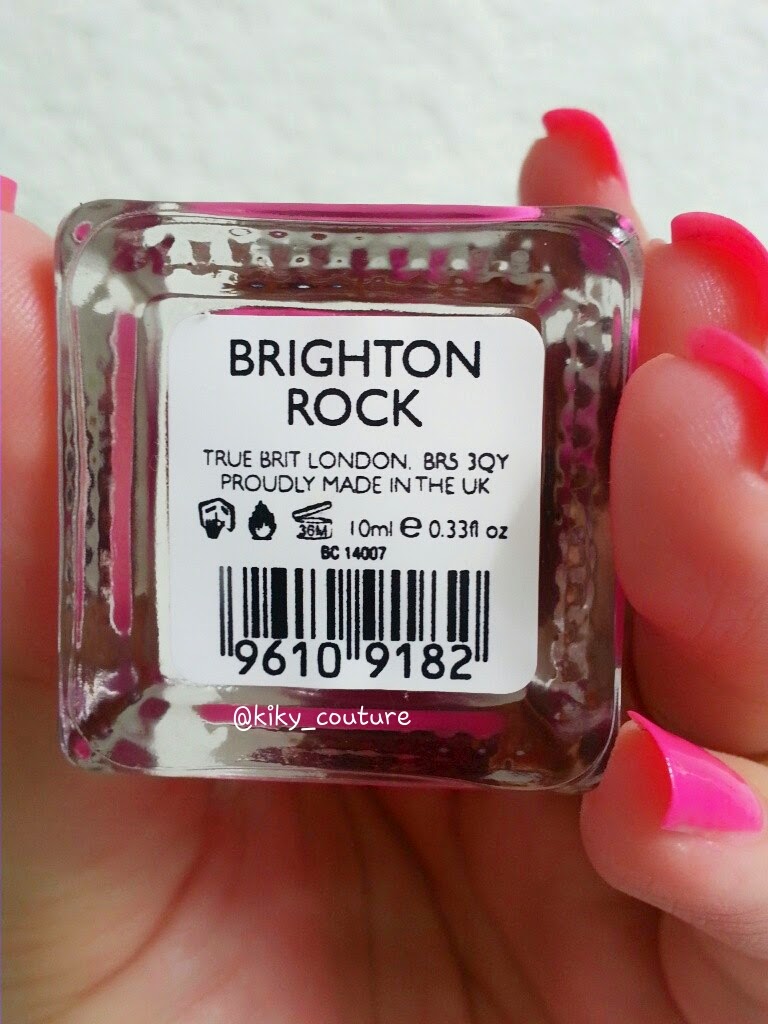 BRIGHTON
ROCK
TRUE BRIT LONDON. BR5 3QY
PROUDLY MADE IN THE UK
36M 10ml e 0.33fl oz
BC 14007
9610 9182
@kiky_couture